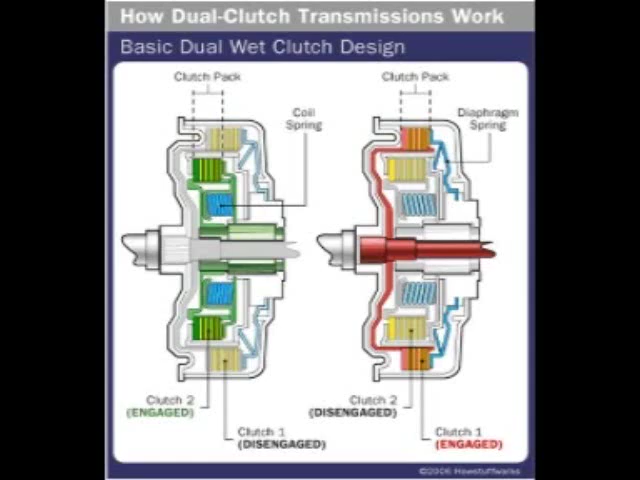 How Dual-Clutch Transmissions Work
Basic Dual Wet Clutch Design
Clutch Pack
Clutch Pack
Coil
Spring
Diaphragm
Spring
Clutch 2
(ENGAGED)
Clutch 1
(DISENGAGED)
Clutch 2
(DISENGAGED)
Clutch 1
(ENGAGED)
©2006 Howstuffworks